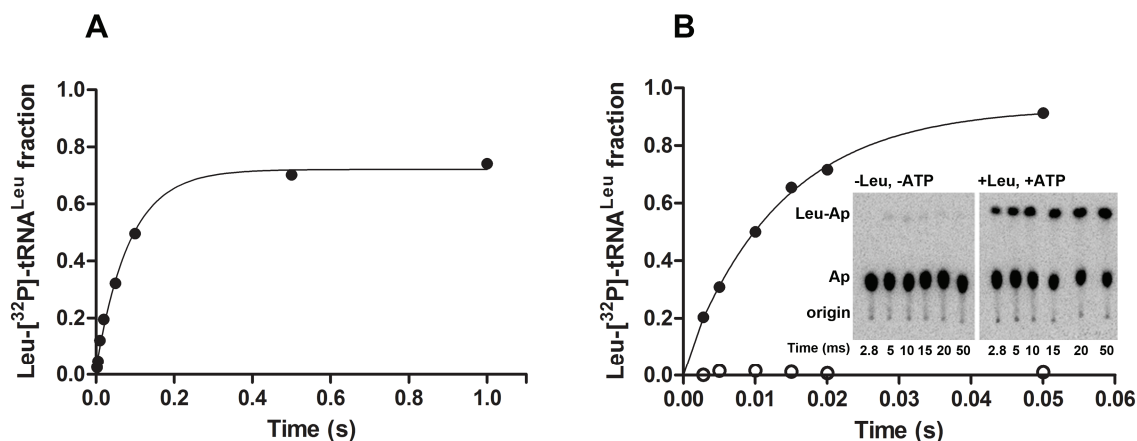 A
B
Leu-[³²P]-tRNA^Leu fraction
1.0
0.8
0.6
0.4
0.2
0.0
0.0 0.2 0.4 0.6 0.8 1.0
Time (s)
Leu-[³²P]-tRNA^Leu fraction
1.0
0.8
0.6
0.4
0.2
0.0
0.00 0.01 0.02 0.03 0.04 0.05 0.06
Time (s)
-Leu, -ATP +Leu, +ATP
Leu-Ap
Ap
origin
Time (ms) 2.8 5 10 15 20 50 2.8 5 10 15 20 50